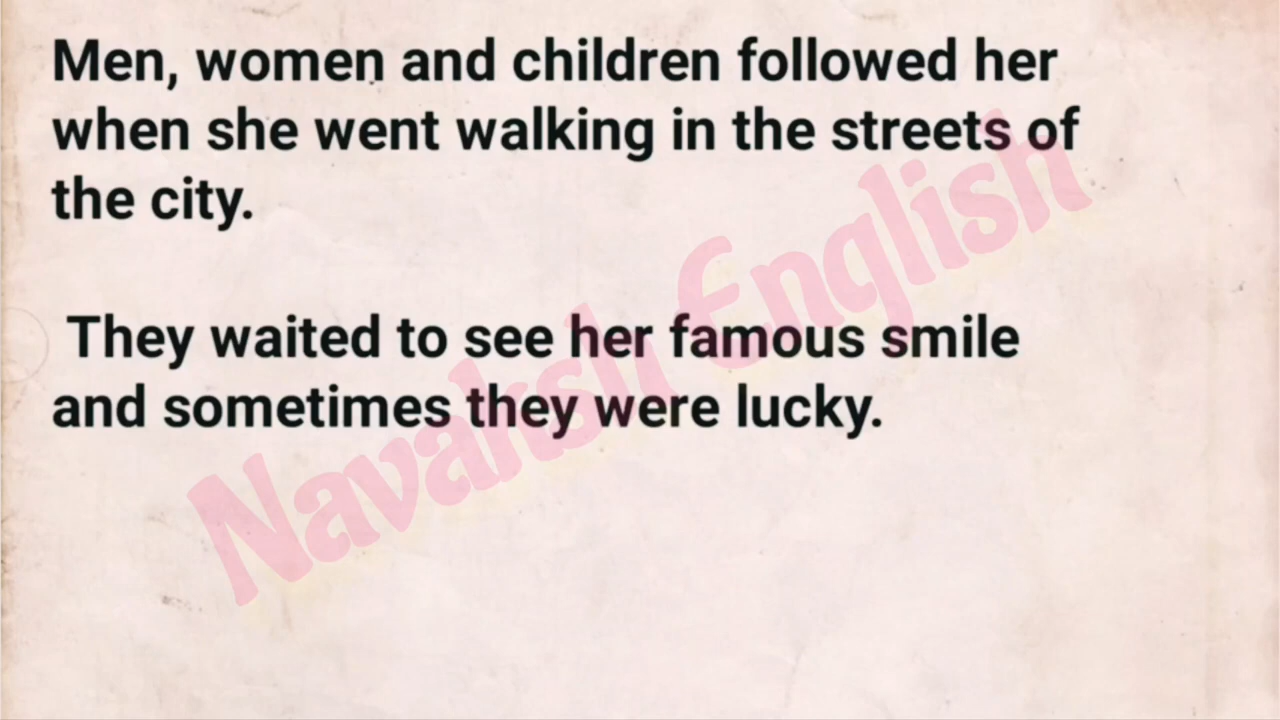 Men, women and children followed her
when she went walking in the streets of
the city.
They waited to see her famous smile
and sometimes they were lucky.
Navakshi English